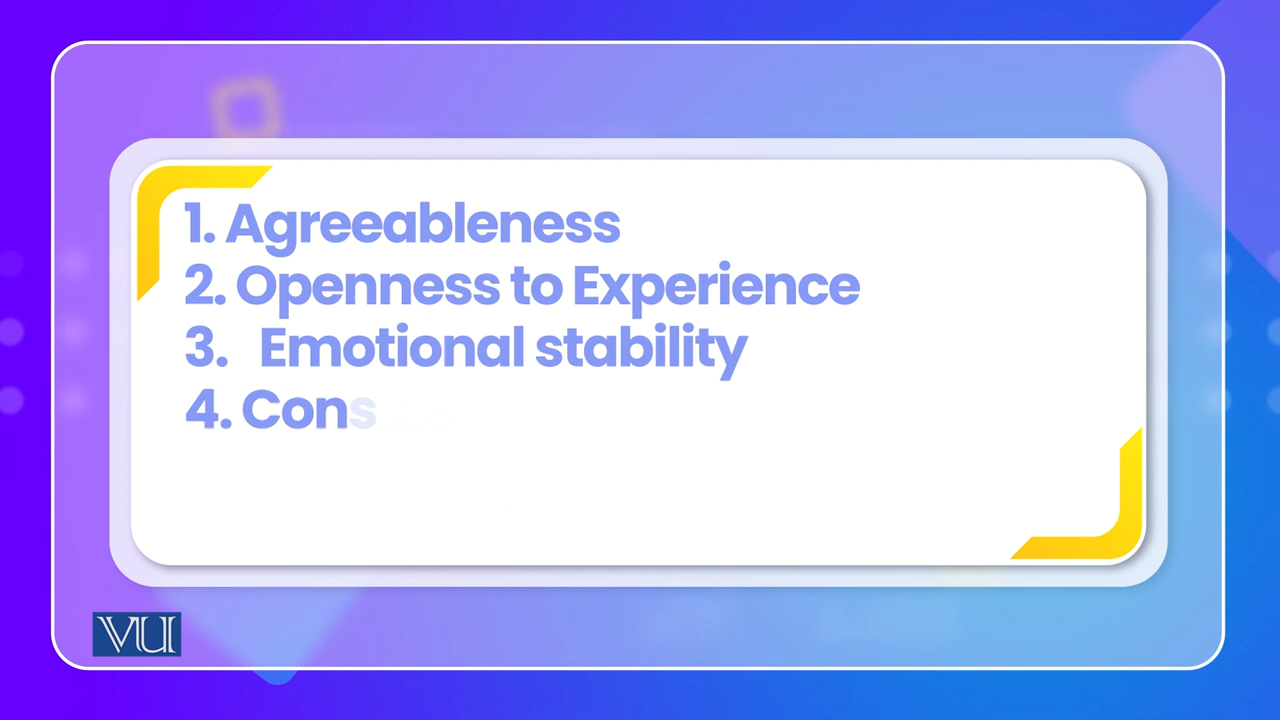 1. Agreeableness
2. Openness to Experience
3. Emotional stability
4. Cons
VU